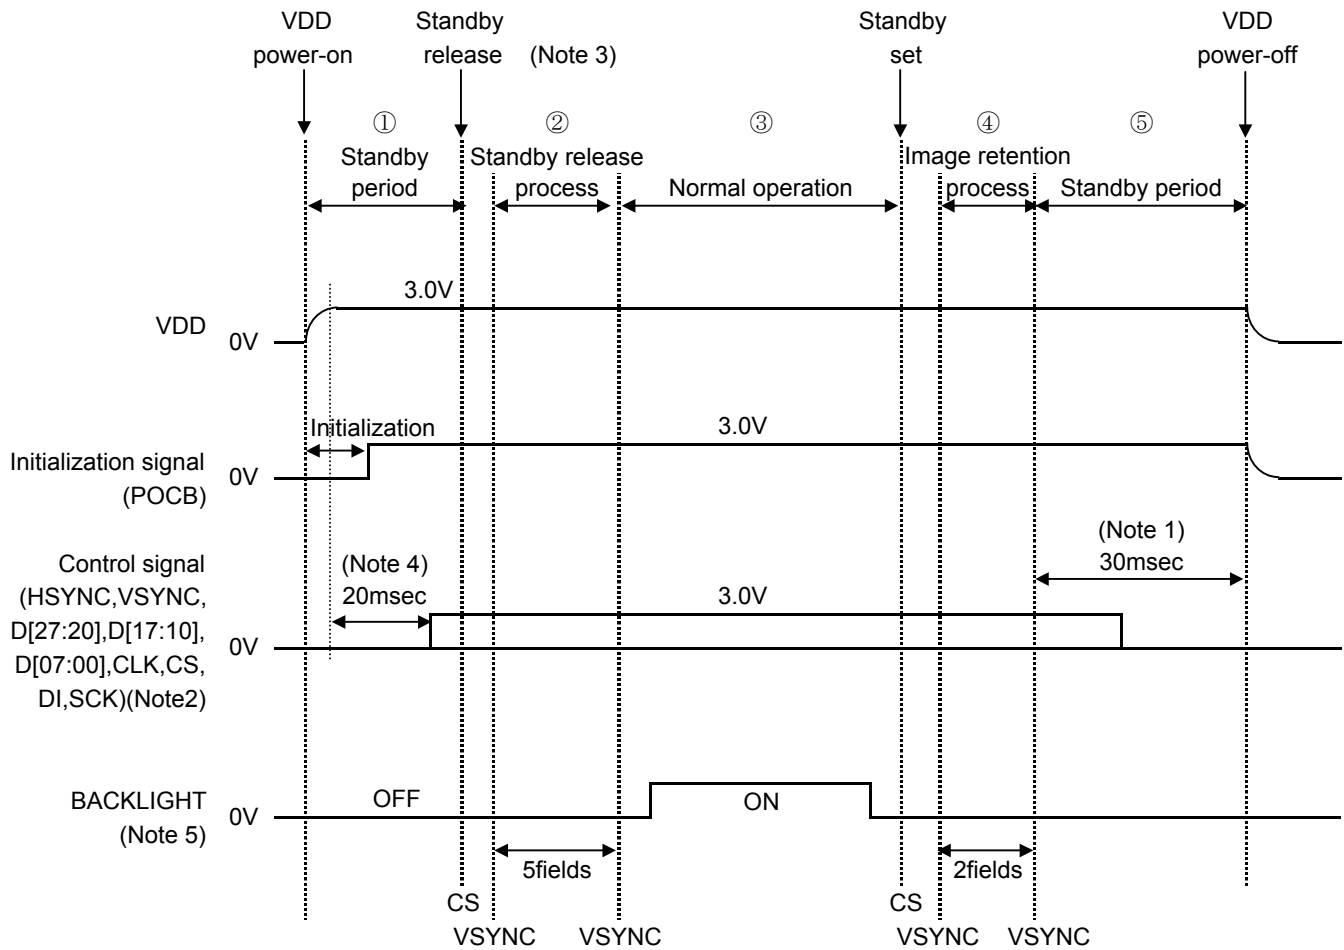 VDD
power-on
Standby
release
(Note 3)
Standby
set
VDD
power-off
①
②
③
④
⑤
Standby
period
Standby release
process
Normal operation
Image retention
process
Standby period
3.0V
VDD
0V
Initialization
3.0V
Initialization signal
(POCB)
0V
Control signal
(HSYNC,VSYNC,
D[27:20],D[17:10],
D[07:00],CLK,CS,
DI,SCK)(Note2)
0V
(Note 4)
20msec
3.0V
(Note 1)
30msec
BACKLIGHT
(Note 5)
0V
OFF
ON
5fields
2fields
CS
CS
VSYNC
VSYNC
VSYNC
VSYNC